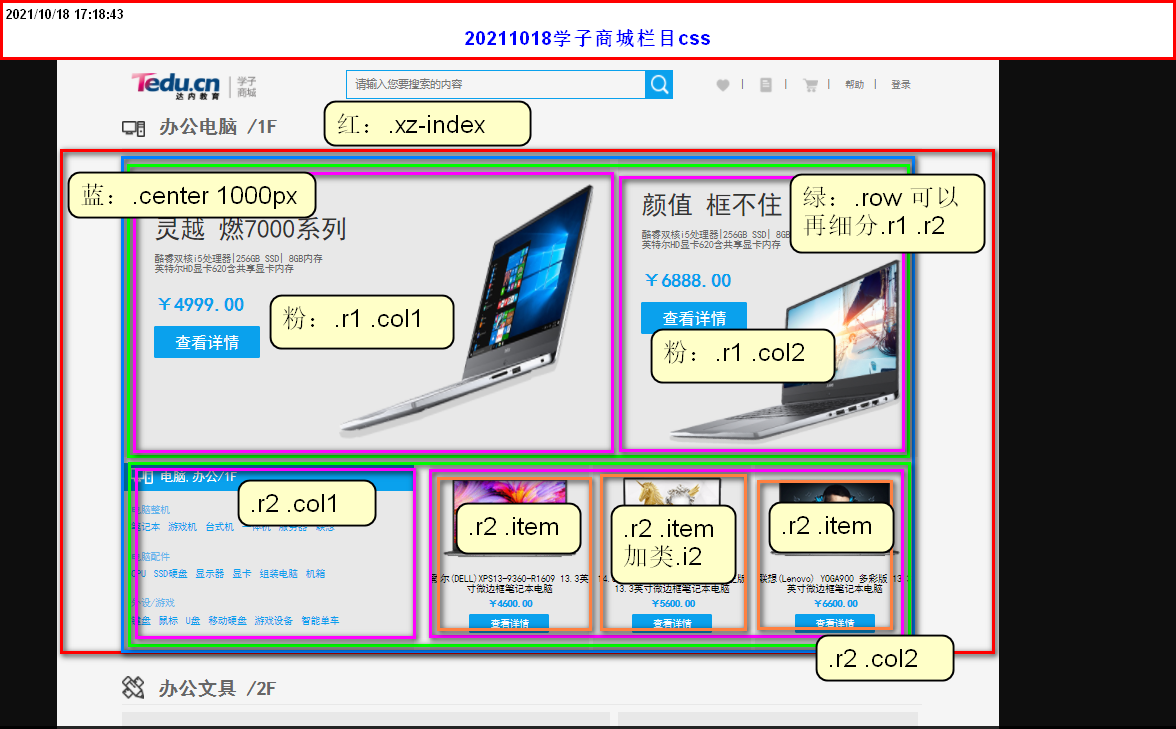 2021/10/18 17:18:43
20211018学子商城栏目css
Tedu.cn
达内教育
学子
商城
请输入您要搜索的内容
帮助
登录
办公电脑 /1F
红：.xz-index
蓝：.center 1000px
绿：.row 可以
再细分.r1 .r2
灵越 燃7000系列
酷睿双核i5处理器|256GB SSD| 8GB内存
英特尔HD显卡620含共享显卡内存
￥4999.00
查看详情
粉：.r1 .col1
颜值 框不住
酷睿双核i5处理器|256GB SSD| 8GB
英特尔HD显卡620含共享显卡内存
￥6888.00
查看详情
粉：.r1 .col2
电脑，办公/1F
.r2 .col1
电脑整机
笔记本 游戏机 台式机
电脑配件
CPU SSD硬盘 显示器 显卡 组装电脑 机箱
外设/游戏
键盘 鼠标 U盘 移动硬盘 游戏设备 智能单车
.r2 .item
尔(DELL)XPS13-9360-R1609 13.3英
寸微边框笔记本电脑
￥4600.00
查看详情
.r2 .item
加类.i2
13.3英寸微边框笔记本电脑
￥5600.00
查看详情
.r2 .item
联想(Lenovo) YOGA900 多彩版 13
英寸微边框笔记本电脑
￥6600.00
查看详情
.r2 .col2
办公文具 /2F